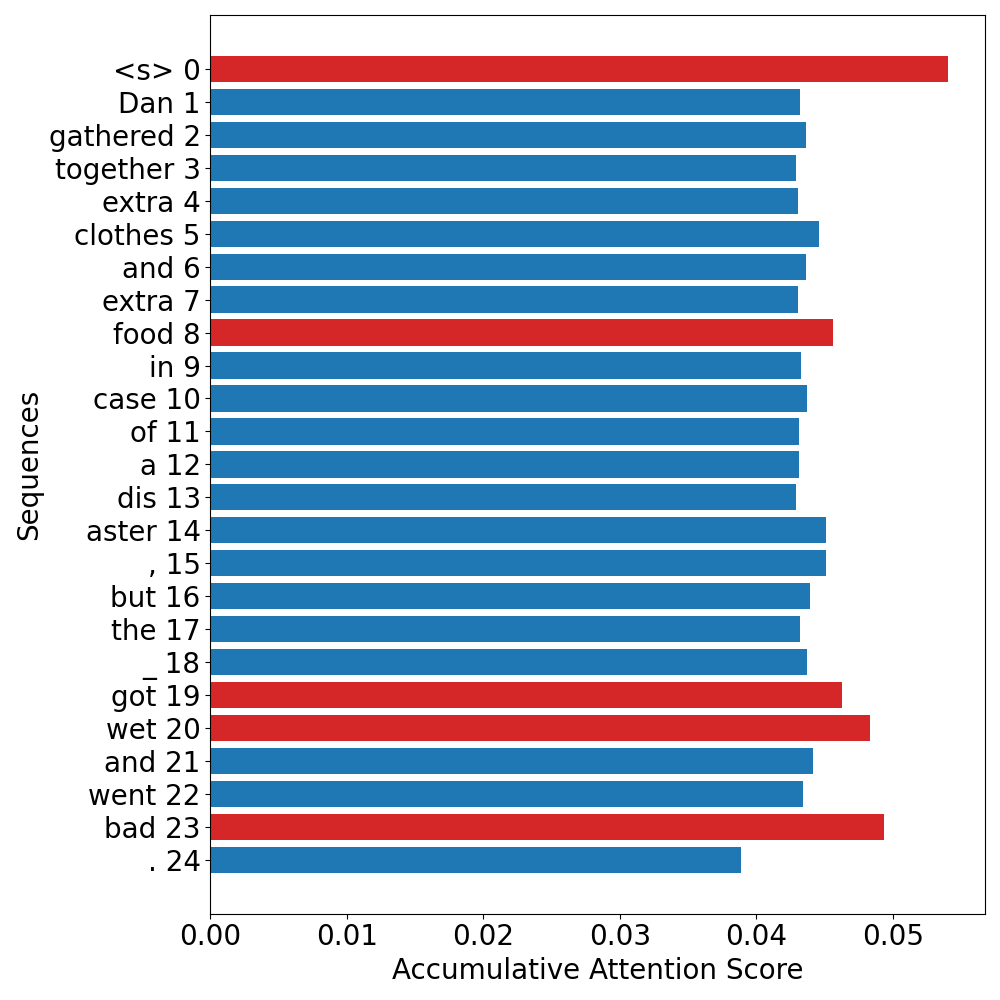 <s> 0
Dan 1
gathered 2
together 3
extra 4
clothes 5
and 6
extra 7
food 8
in 9
case 10
of 11
a 12
dis 13
aster 14
, 15
but 16
the 17
_ 18
got 19
wet 20
and 21
went 22
bad 23
. 24
Sequences
0.00 0.01 0.02 0.03 0.04 0.05
Accumulative Attention Score